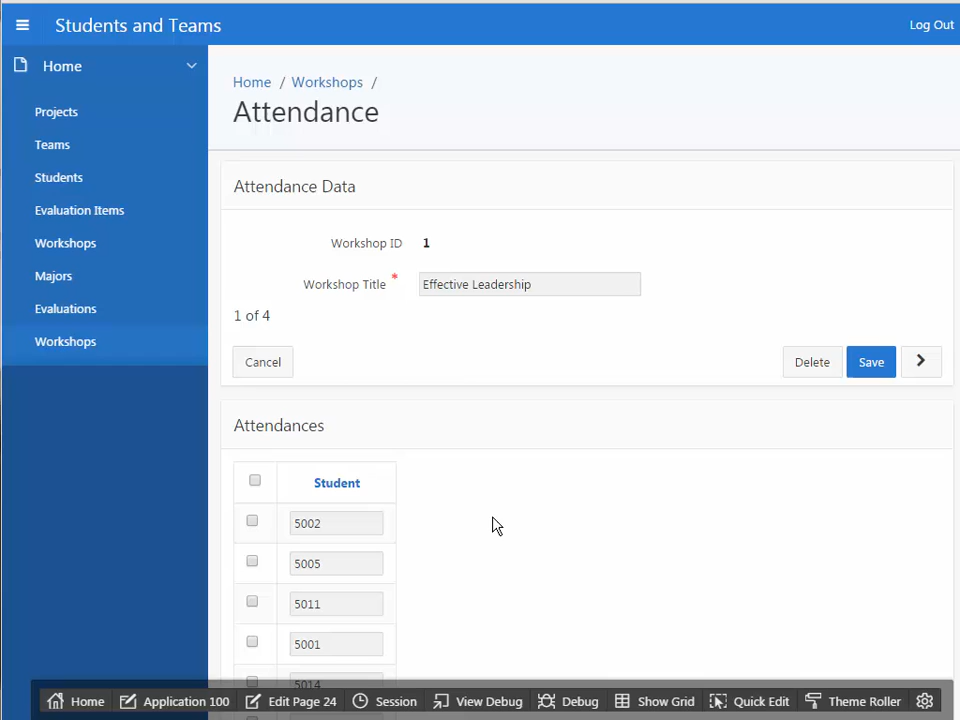 Students and Teams
Log Out
Home
Projects
Teams
Students
Evaluation Items
Workshops
Majors
Evaluations
Workshops
Home / Workshops /
Attendance
Attendance Data
Workshop ID 1
Workshop Title * Effective Leadership
1 of 4
Cancel
Delete
Save
Attendances
Student
5002
5005
5011
5001
5014
Home
Application 100
Edit Page 24
Session
View Debug
Debug
Show Grid
Quick Edit
Theme Roller